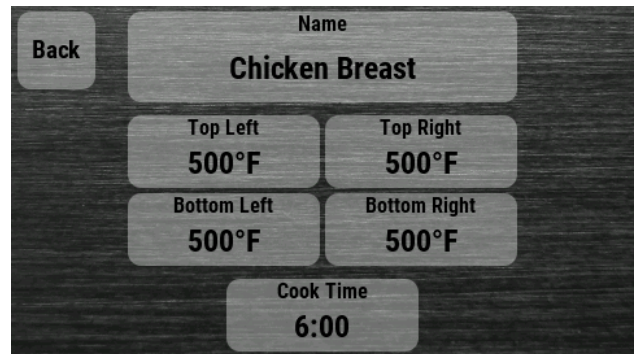 Back
Name
Chicken Breast
Top Left
Top Right
500°F
500°F
Bottom Left
Bottom Right
500°F
500°F
Cook Time
6:00